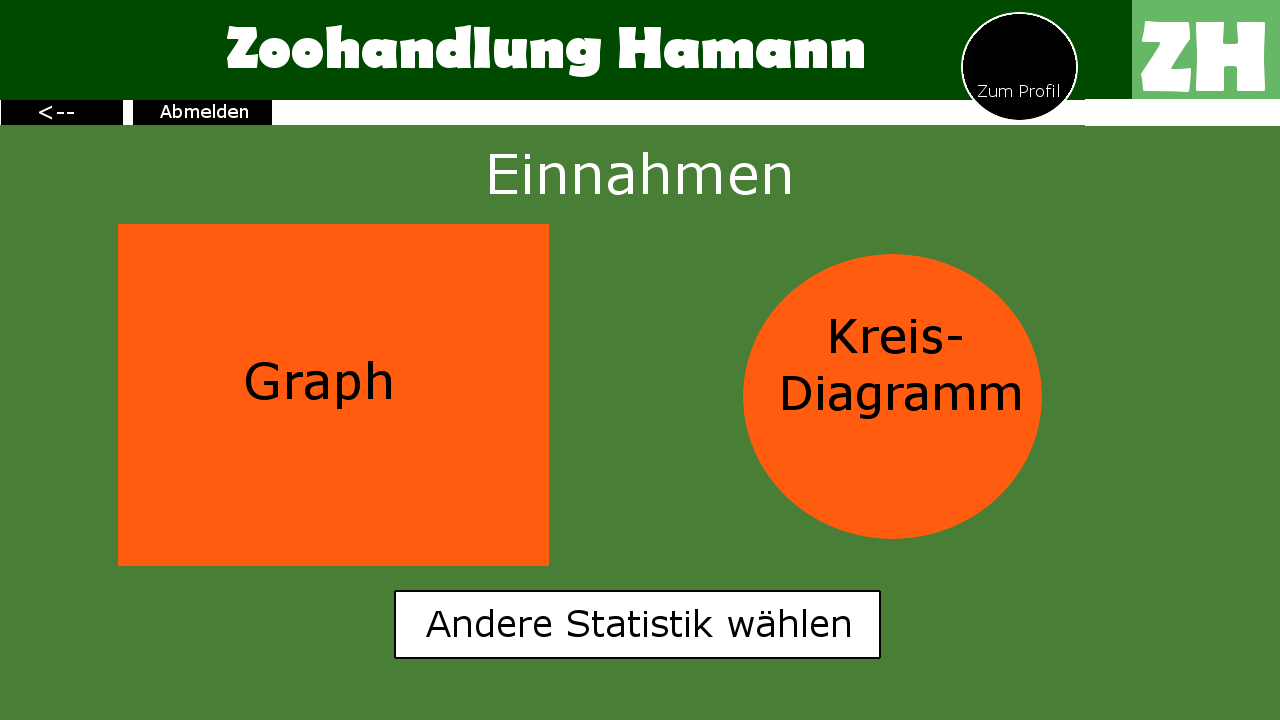 Zoohandlung Hamann
ZH
Zum Profil
<--
Abmelden
Einnahmen
Graph
Kreis-
Diagramm
Andere Statistik wählen